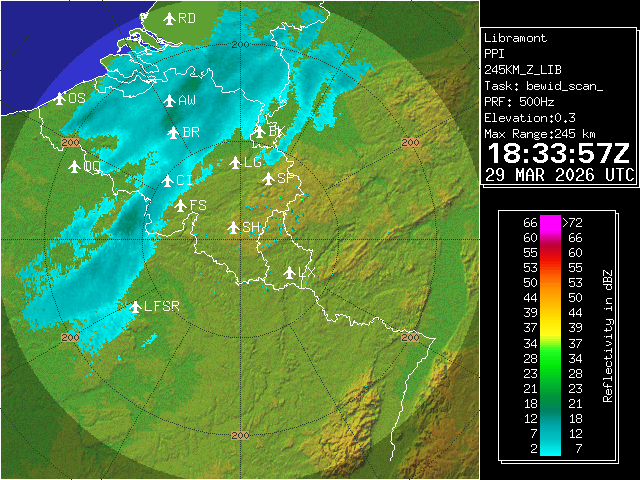 RD
200
OS
AW
BR
BK
200
200
QQ
LG
CI
SP
FS
SH
LX
LFSR
200
200
200
Libramont
PPI
245KM_Z_LIB
Task: bewid_scan_
PRF: 500Hz
Elevation:0.3
Max Range:245 km
18:33:57Z
29 MAR 2026 UTC
66 >72
60 66
55 60
53 55
50 53
44 50
39 44
37 39
34 37
28 34
23 28
21 23
18 21
12 18
7 12
2 7
Reflectivity in dBZ